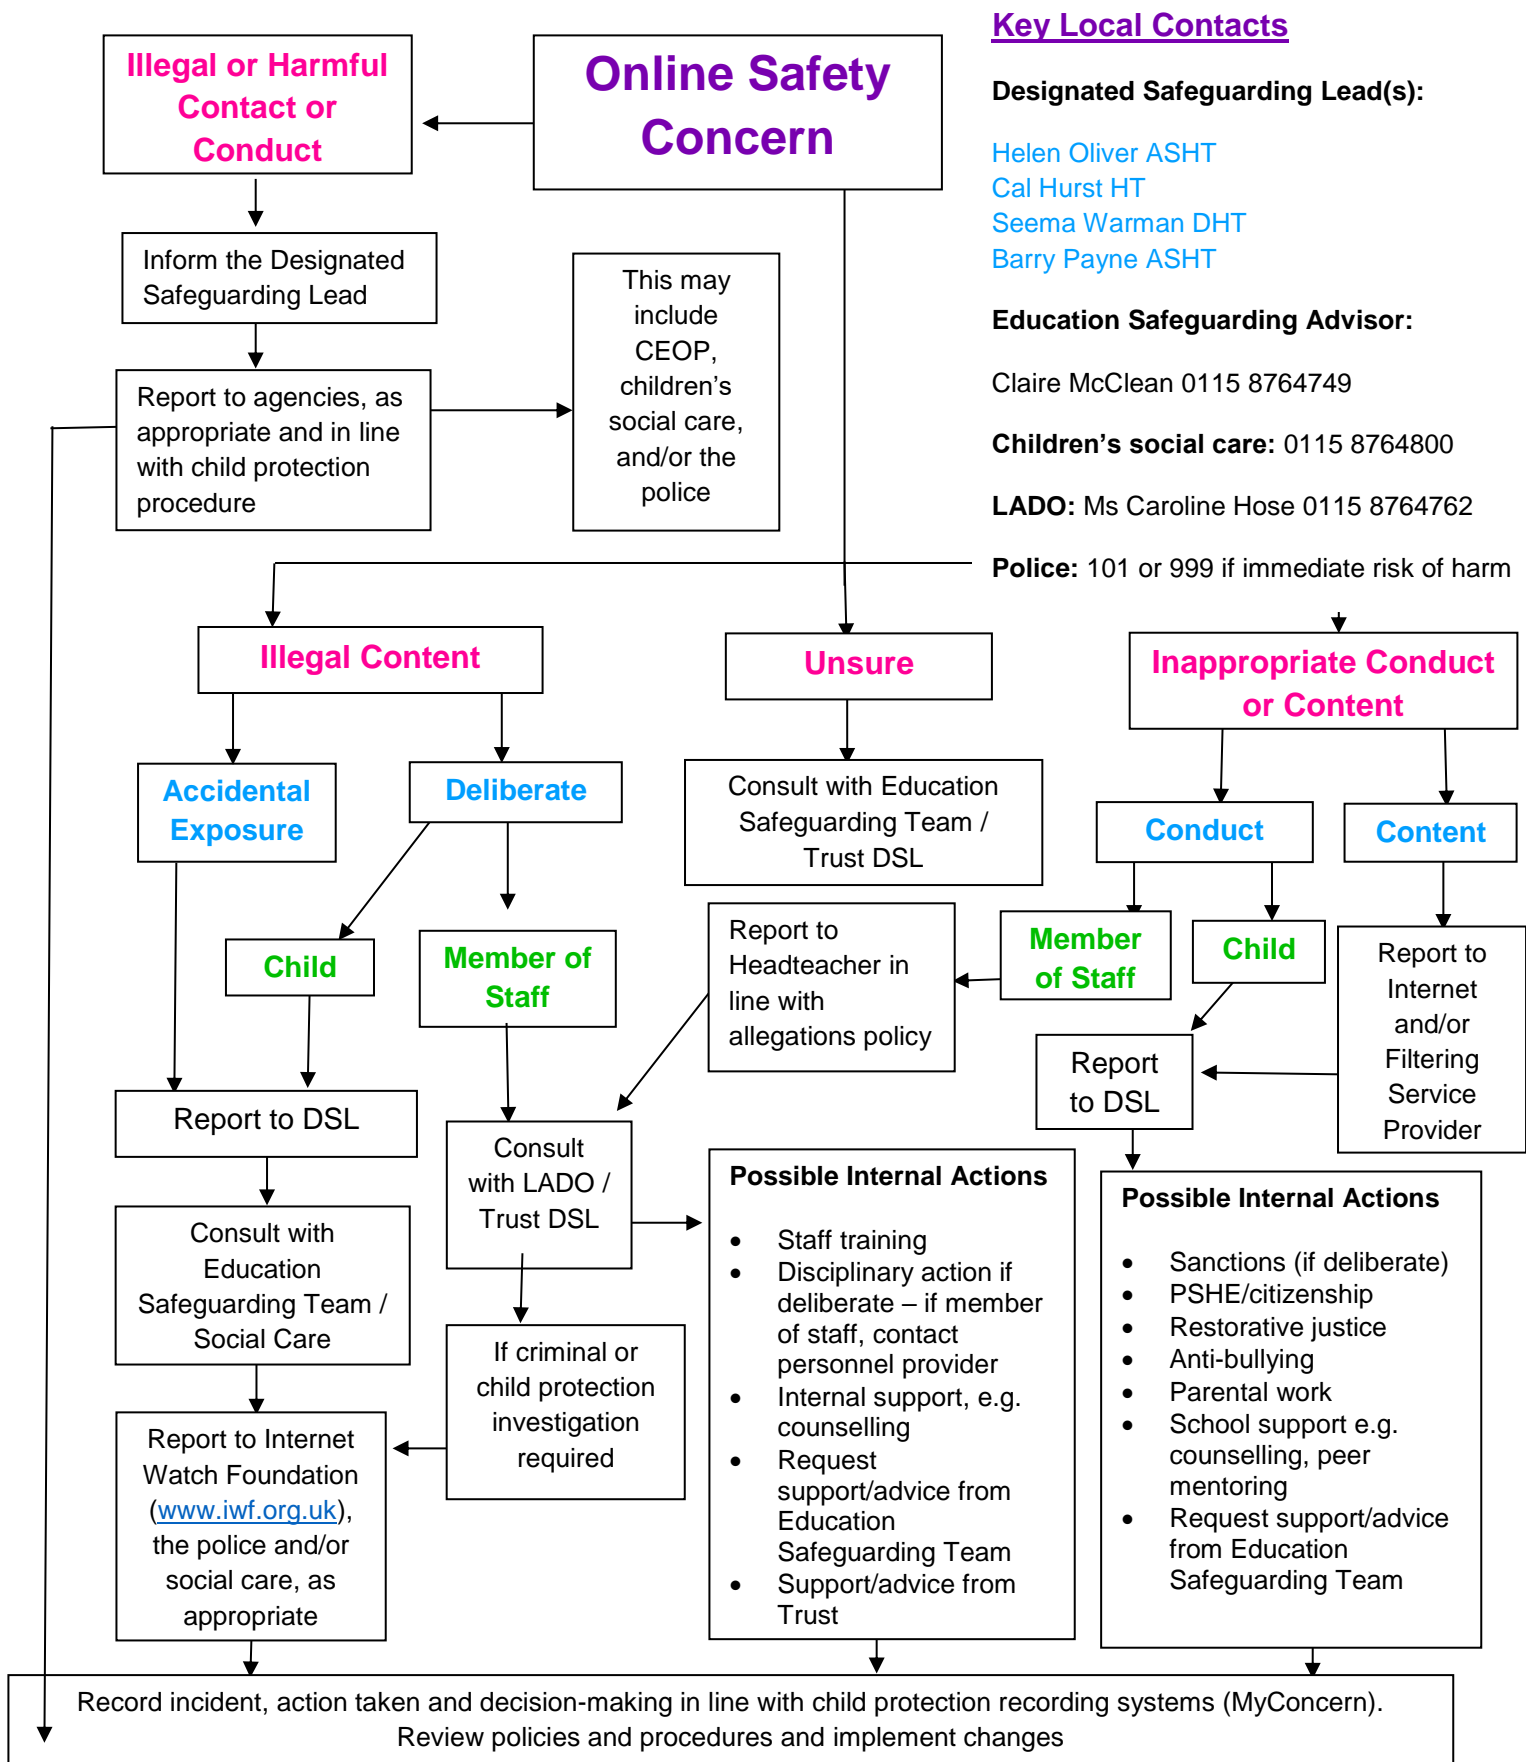 Online Safety
Concern
Illegal or Harmful
Contact or
Conduct
Inform the Designated
Safeguarding Lead
Report to agencies, as
appropriate and in line
with child protection
procedure
This may
include
CEOP,
children’s
social care,
and/or the
police
Key Local Contacts
Designated Safeguarding Lead(s):
Helen Oliver ASHT
Cal Hurst HT
Seema Warman DHT
Barry Payne ASHT
Education Safeguarding Advisor:
Claire McClean 0115 8764749
Children’s social care: 0115 8764800
LADO: Ms Caroline Hose 0115 8764762
Police: 101 or 999 if immediate risk of harm
Illegal Content
Accidental
Exposure
Deliberate
Child
Member of
Staff
Report to DSL
Consult with
Education
Safeguarding Team /
Social Care
Report to Internet
Watch Foundation
(www.iwf.org.uk),
the police and/or
social care, as
appropriate
Consult
with LADO /
Trust DSL
If criminal or
child protection
investigation
required
Unsure
Consult with Education
Safeguarding Team /
Trust DSL
Report to
Headteacher in
line with
allegations policy
Possible Internal Actions
• Staff training
• Disciplinary action if
deliberate – if member
of staff, contact
personnel provider
• Internal support, e.g.
counselling
• Request
support/advice from
Education
Safeguarding Team
• Support/advice from
Trust
Inappropriate Conduct
or Content
Conduct
Content
Member
of Staff
Child
Report to
Internet
and/or
Filtering
Service
Provider
Report
to DSL
Possible Internal Actions
• Sanctions (if deliberate)
• PSHE/citizenship
• Restorative justice
• Anti-bullying
• Parental work
• School support e.g.
counselling, peer
mentoring
• Request support/advice
from Education
Safeguarding Team
Record incident, action taken and decision-making in line with child protection recording systems (MyConcern).
Review policies and procedures and implement changes